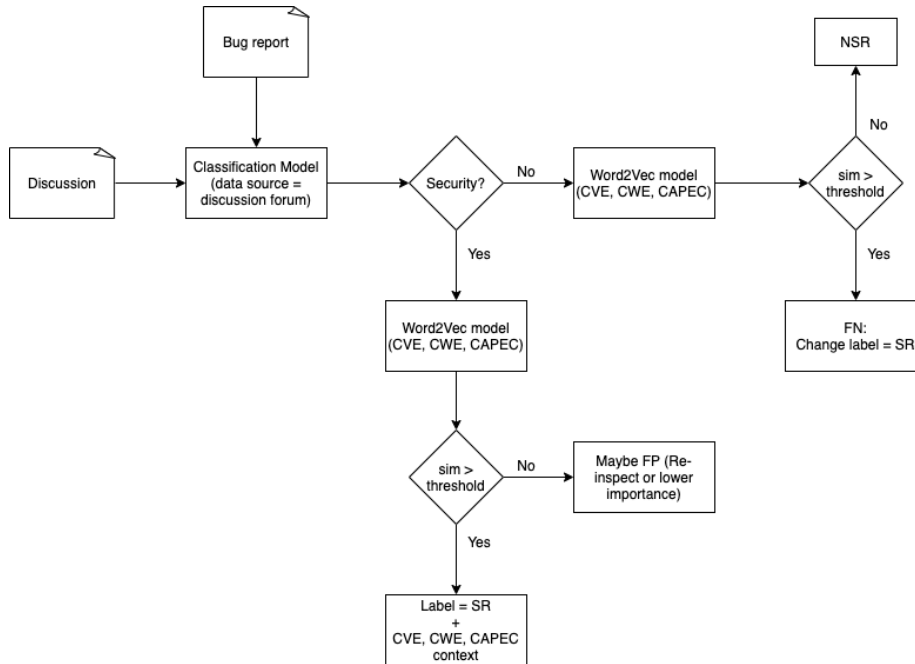 Bug report
NSR
No
Discussion
Classification Model
(data source =
discussion forum)
Security?
No
Word2Vec model
(CVE, CWE, CAPEC)
sim >
threshold
Yes
Yes
Word2Vec model
(CVE, CWE, CAPEC)
FN:
Change label = SR
sim >
threshold
No
Maybe FP (Re-
inspect or lower
importance)
Yes
Label = SR
+
CVE, CWE, CAPEC
context